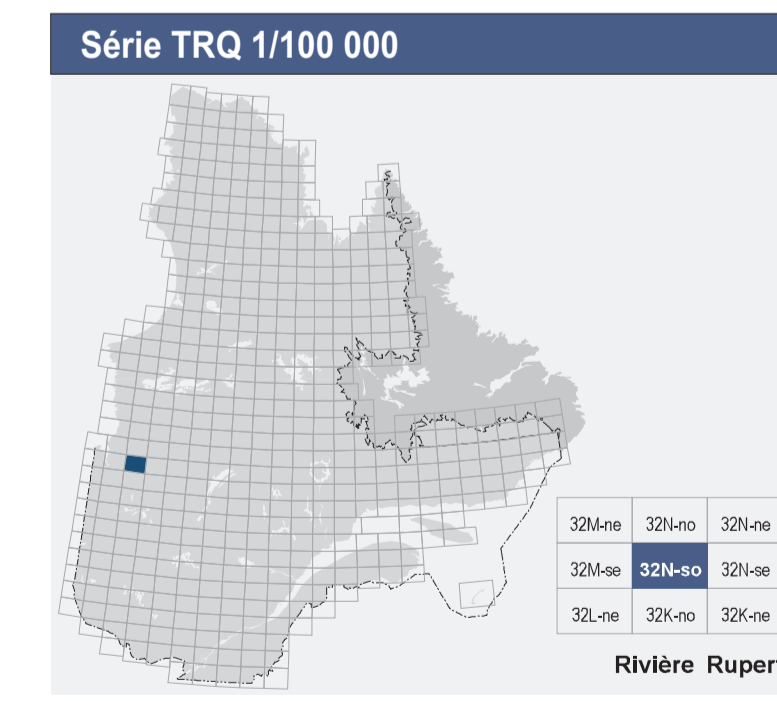 Série TRQ 1/100 000
32M-ne 32N-no 32N-ne
32M-se 32N-so 32N-se
32L-ne 32K-no 32K-ne
Rivière Ruper